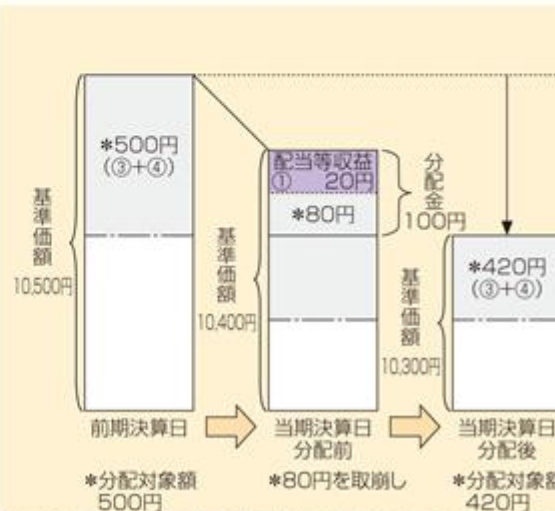 *500円
(③+④)
基準価額
10,500円
前期決算日
*分配対象額
500円
配当等収益
① 20円
*80円
分配金
100円
基準価額
10,400円
当期決算日
分配前
*80円を取崩し
*420円
(③+④)
基準価額
10,300円
当期決算日
分配後
*分配対象額
420円